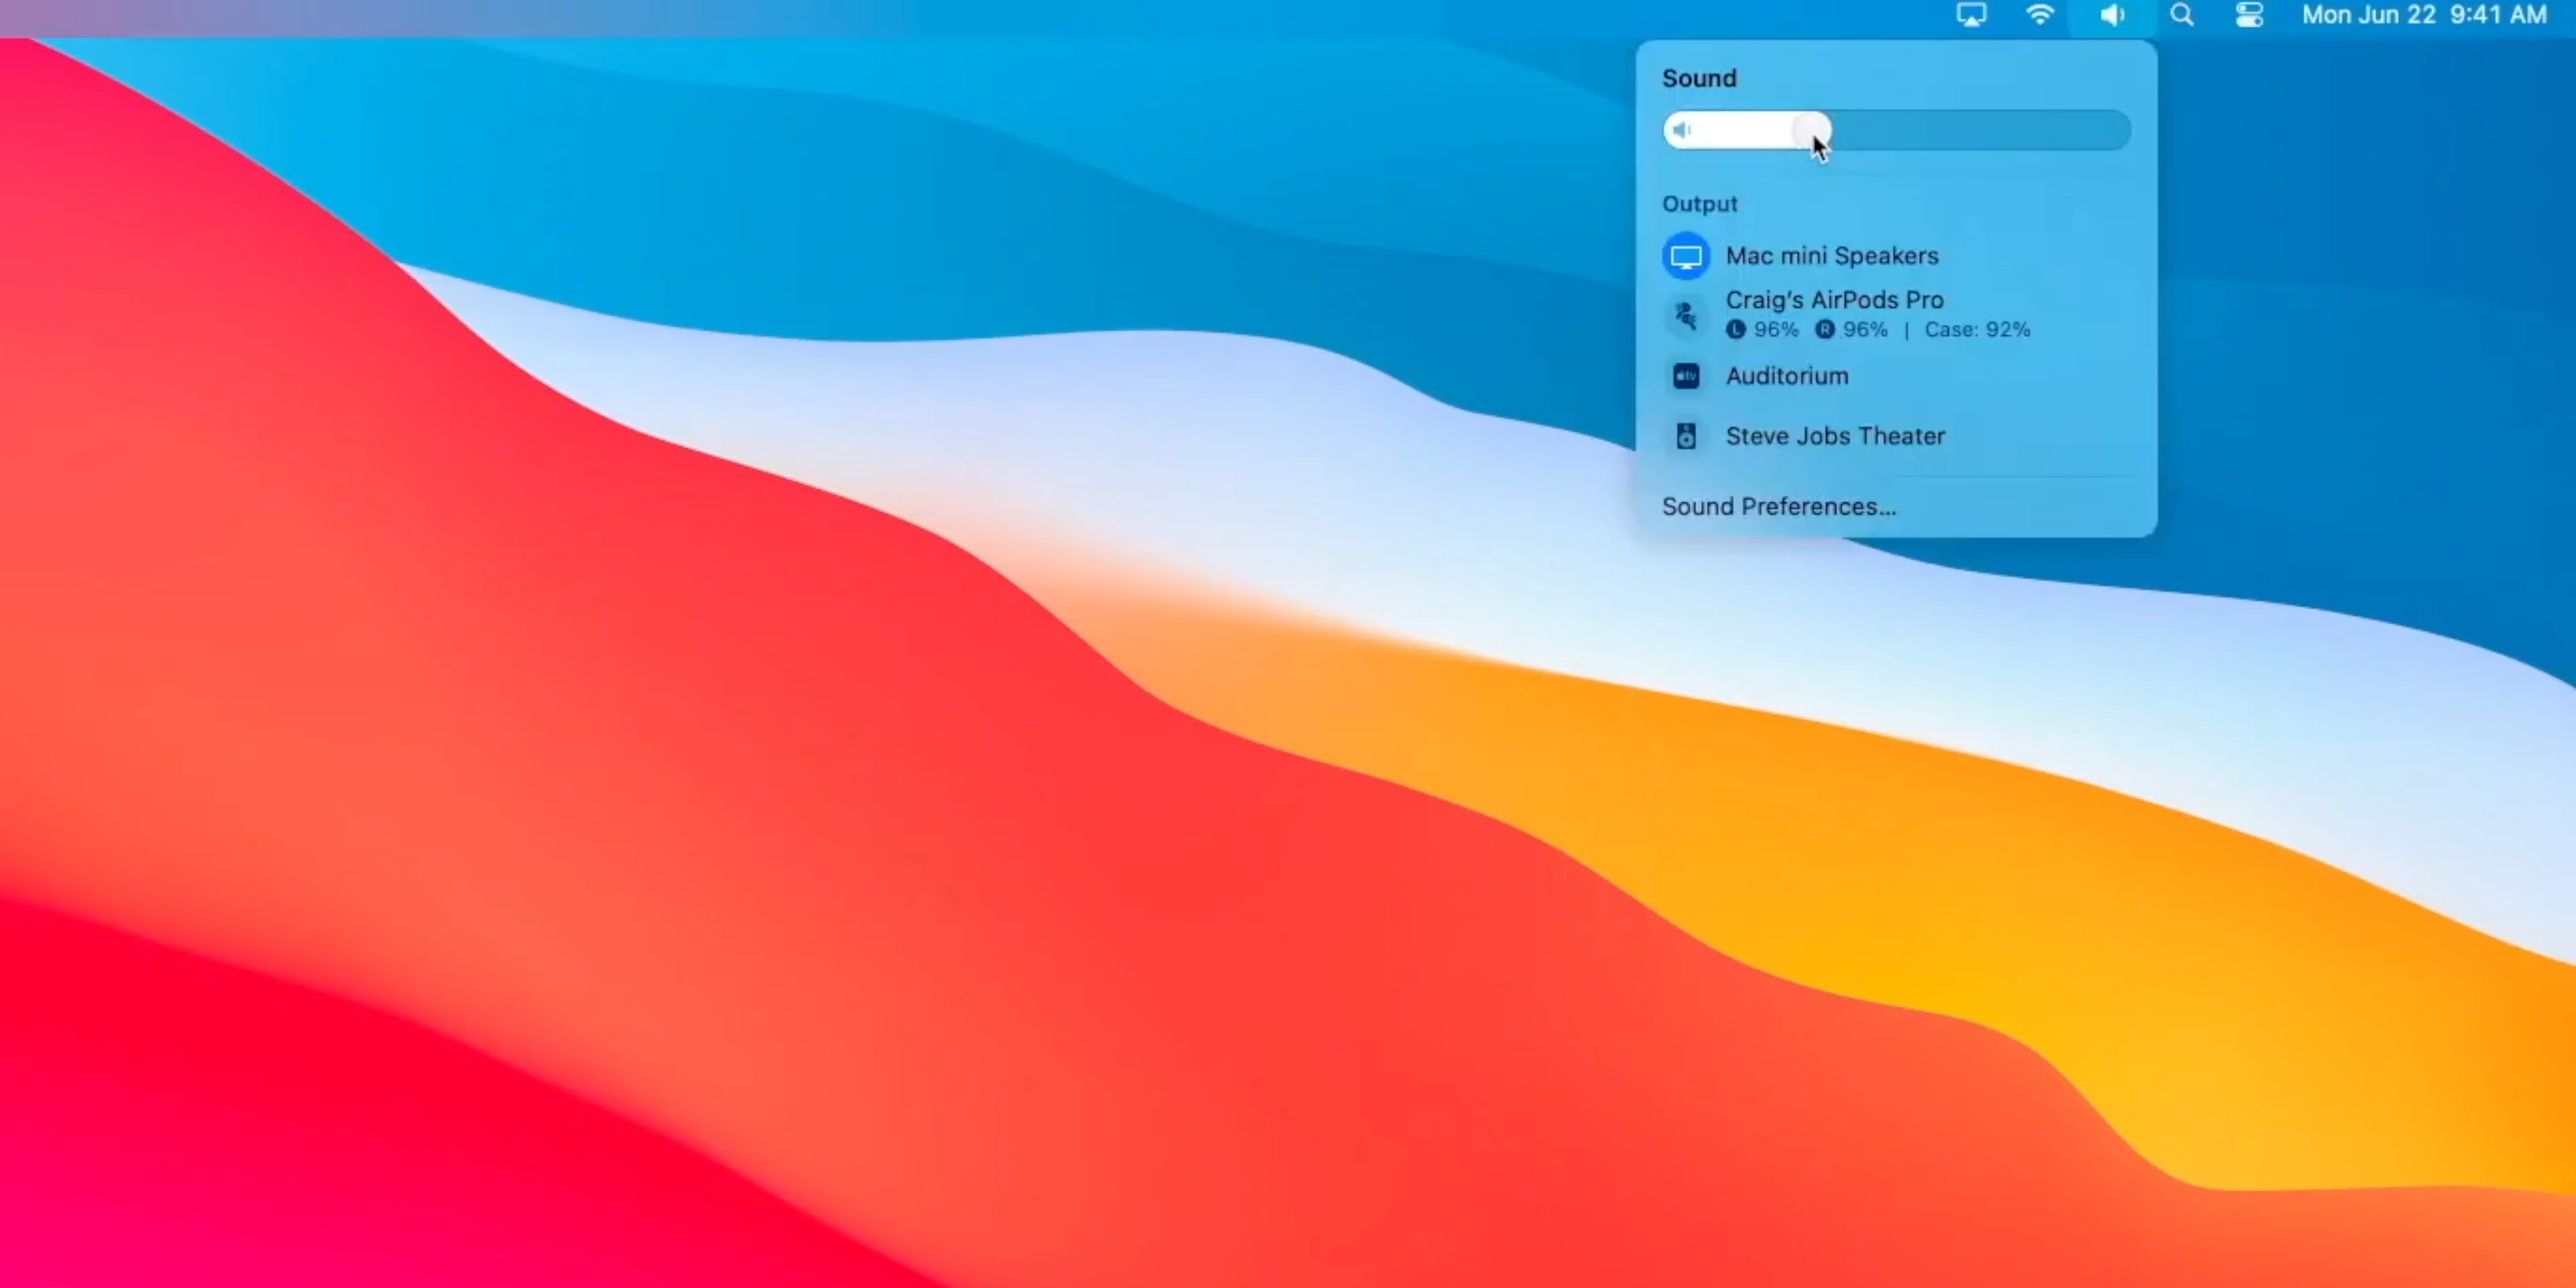 Mon Jun 22 9:41 AM
Sound
Output
Mac mini Speakers
Craig's AirPods Pro
L 96% R 96% | Case: 92%
tv
Auditorium
Steve Jobs Theater
Sound Preferences...